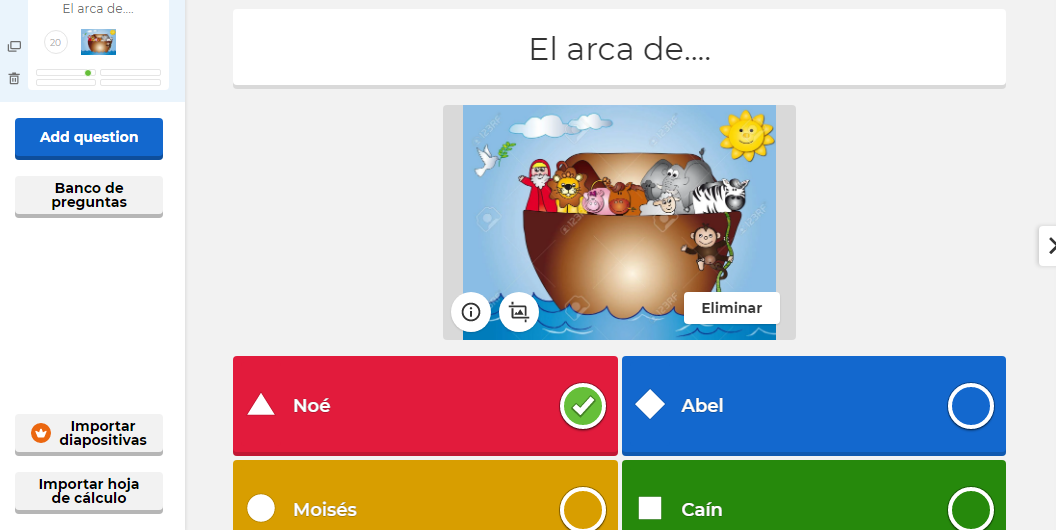 El arca de....
20
Add question
Banco de
preguntas
Importar
diapositivas
Importar hoja
de cálculo
El arca de....
Eliminar
Noé
Abel
Moisés
Caín